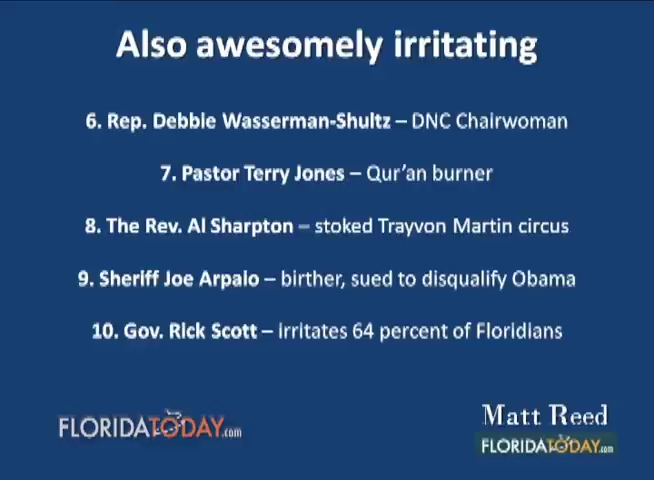 Also awesomely irritating
6. Rep. Debbie Wasserman-Shultz – DNC Chairwoman
7. Pastor Terry Jones – Qur'an burner
8. The Rev. Al Sharpton – stoked Trayvon Martin circus
9. Sheriff Joe Arpaio – birther, sued to disqualify Obama
10. Gov. Rick Scott – irritates 64 percent of Floridians
FLORIDATODAY.com
Matt Reed
FLORIDATODAY.com